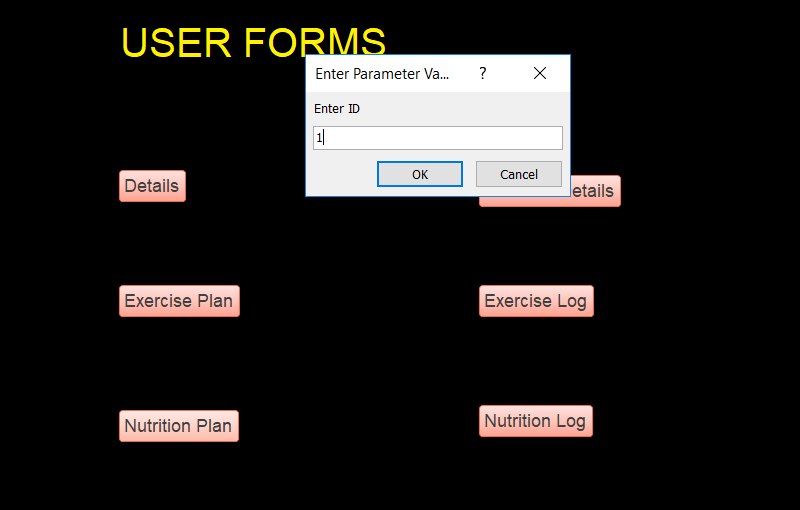 USER FORMS
Enter Parameter Va...
?
Enter ID
1
OK
Cancel
Details
etails
Exercise Plan
Exercise Log
Nutrition Plan
Nutrition Log